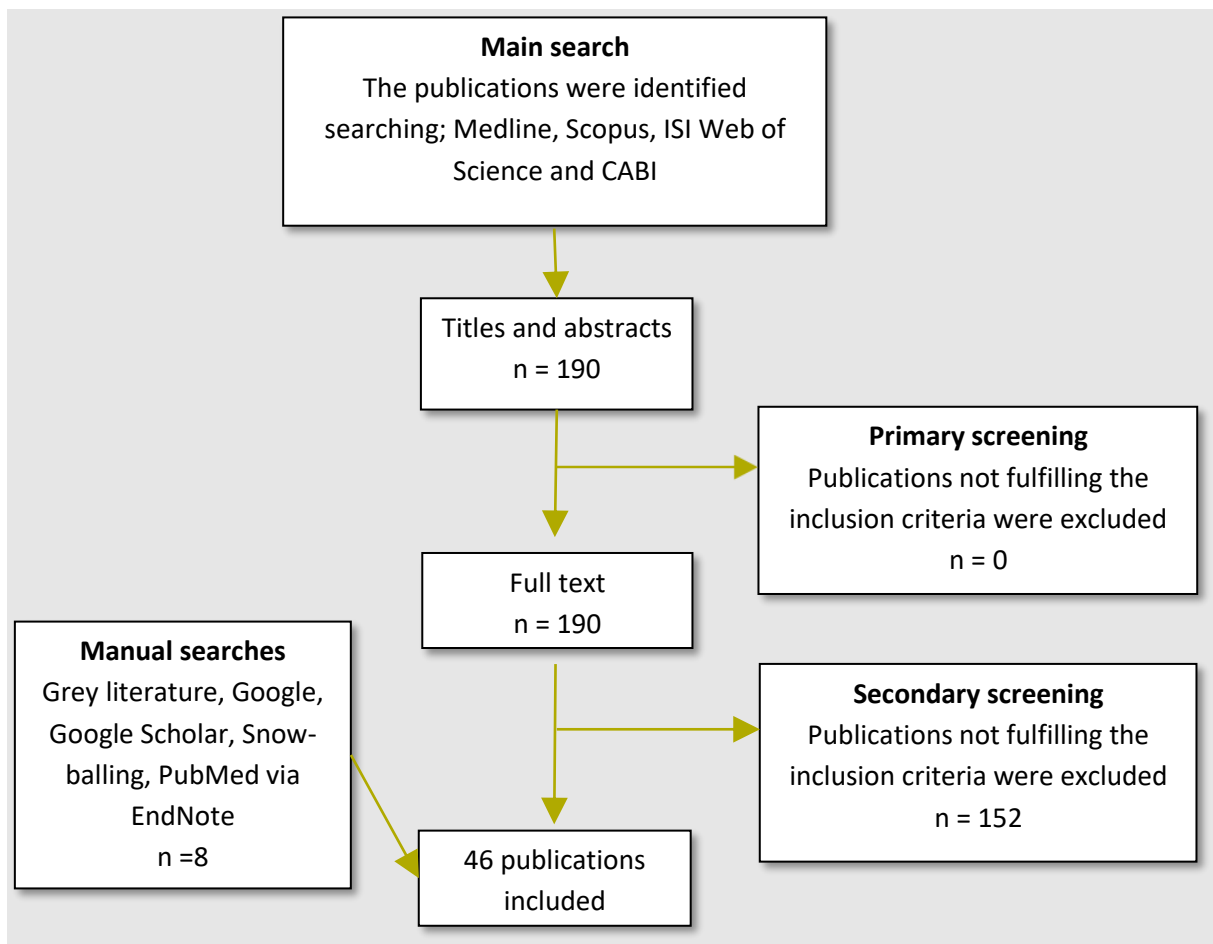 Main search
The publications were identified
searching; Medline, Scopus, ISI Web of
Science and CABI
Titles and abstracts
n = 190
Primary screening
Publications not fulfilling the
inclusion criteria were excluded
n = 0
Full text
n = 190
Manual searches
Grey literature, Google,
Google Scholar, Snow-
balling, PubMed via
EndNote
n =8
Secondary screening
Publications not fulfilling the
inclusion criteria were excluded
n = 152
46 publications
included